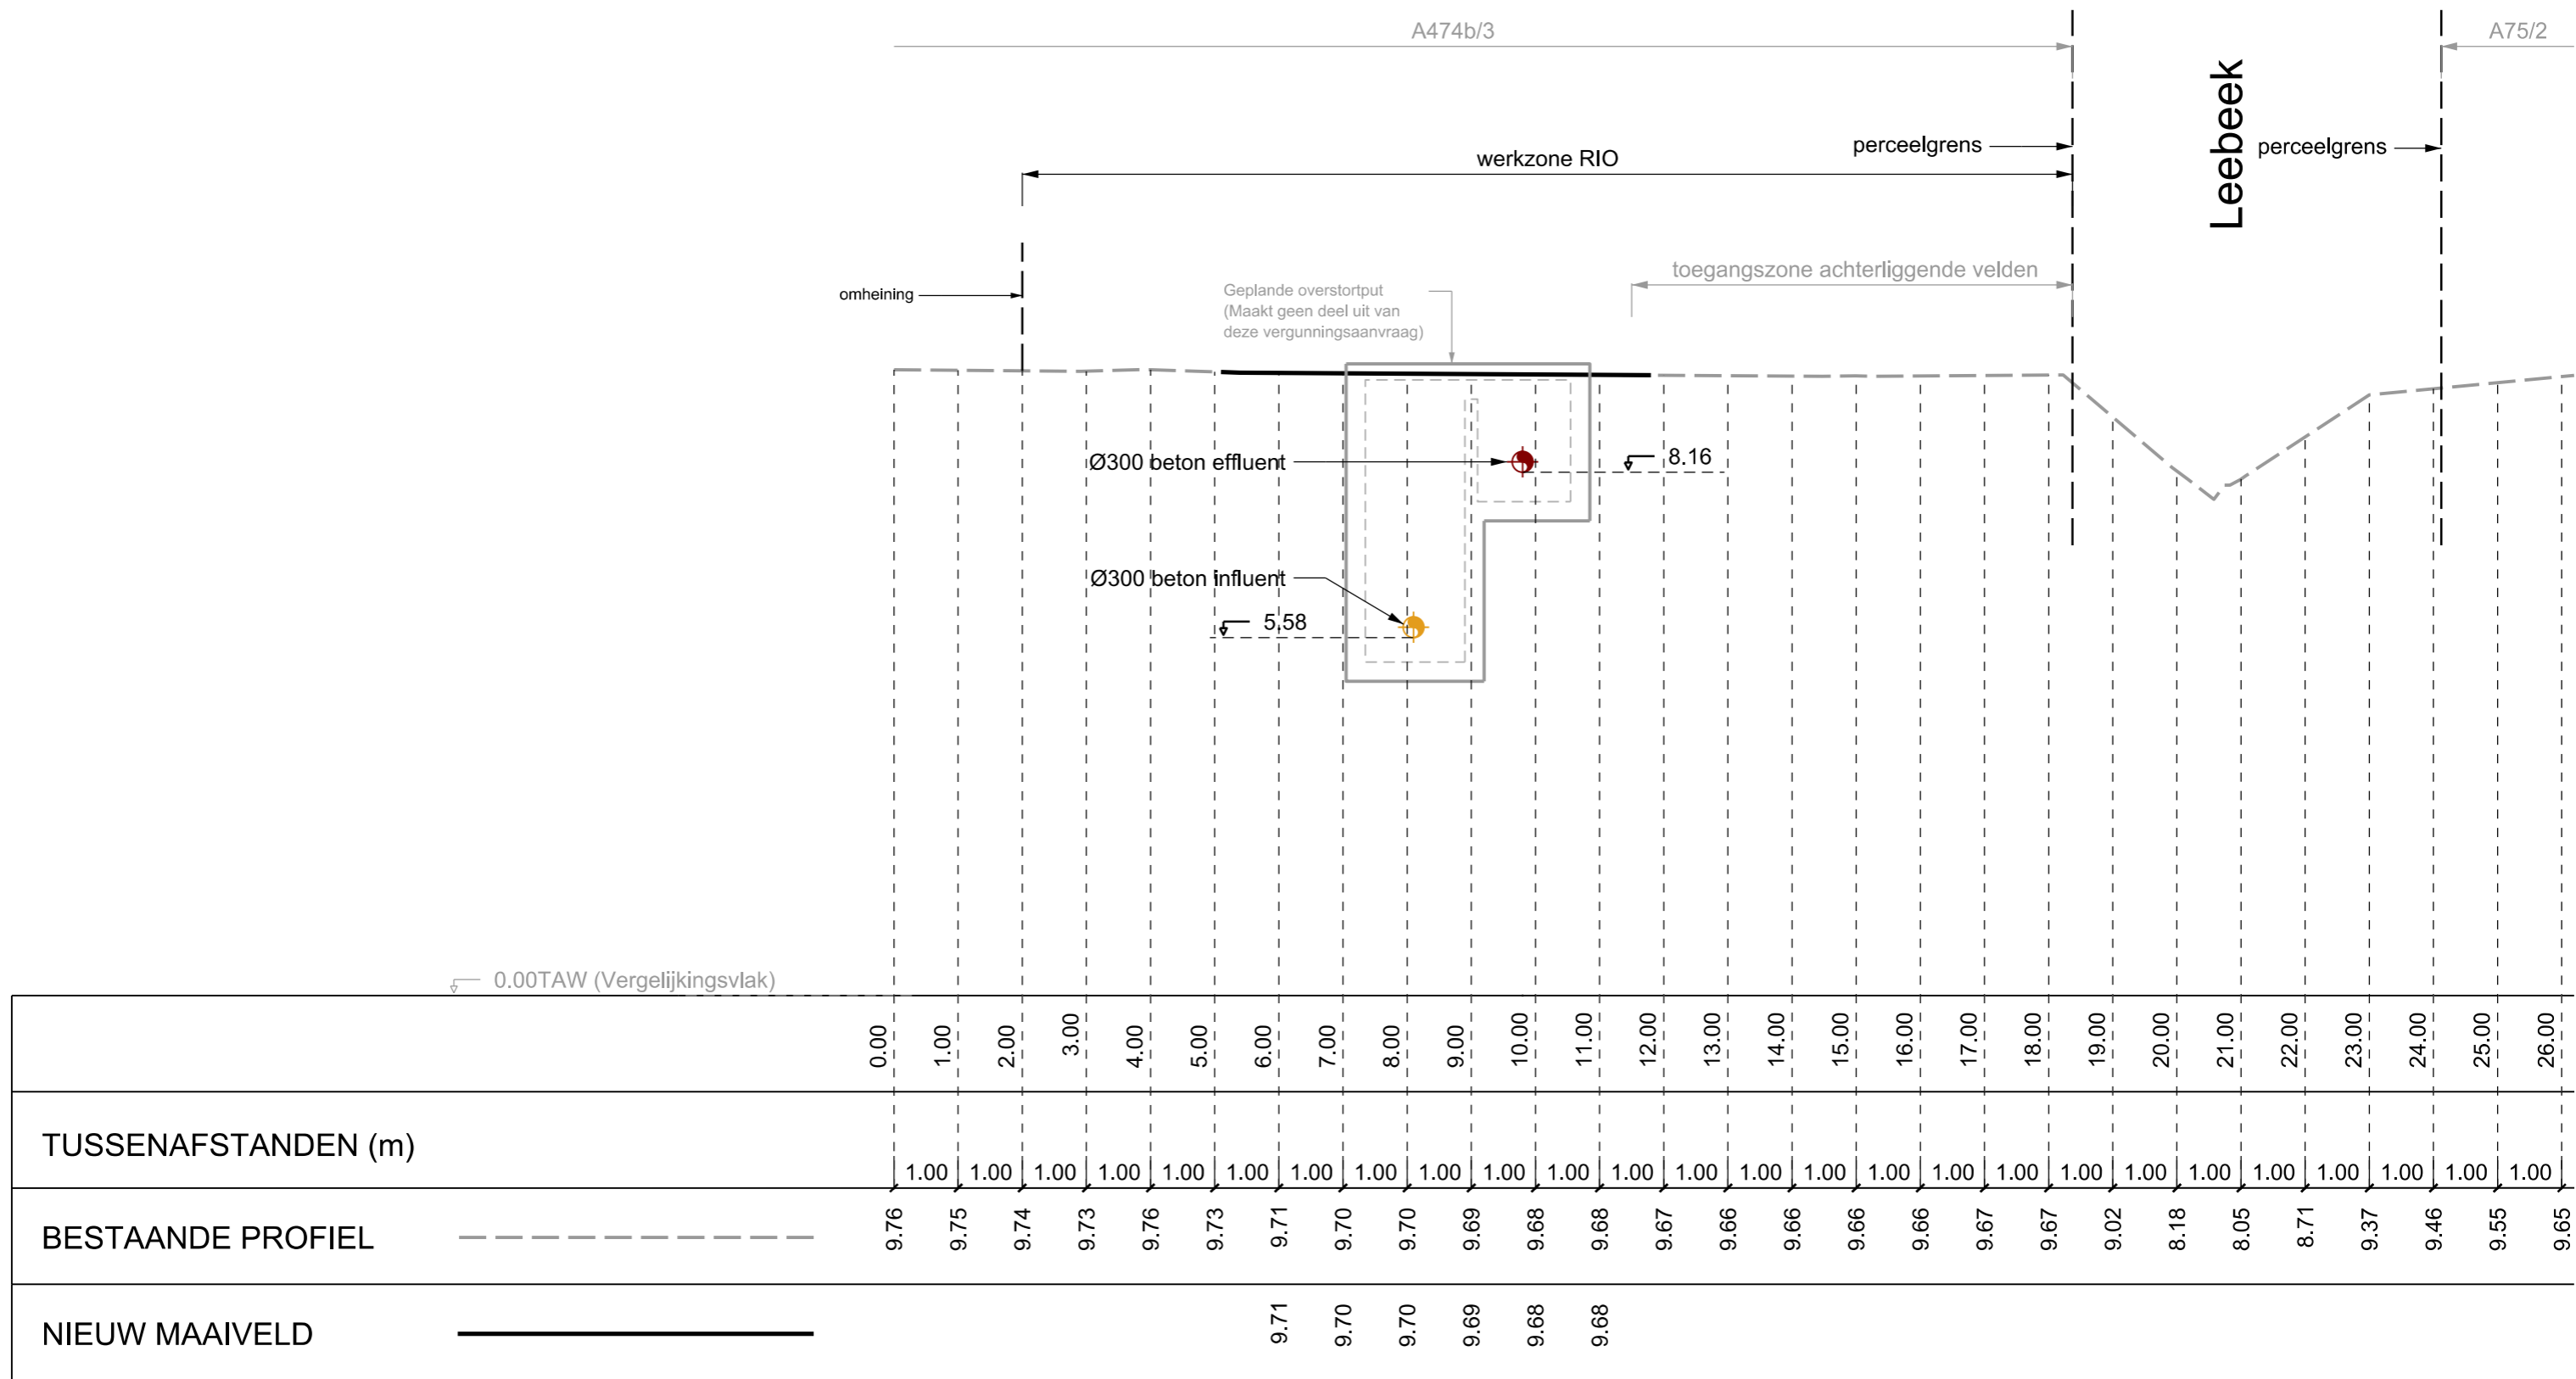 A474b/3
A75/2
Leebeek
perceelgrens
perceelgrens
werkzone RIO
toegangszone achterliggende velden
omheining
Geplande overstortput
(Maakt geen deel uit van
deze vergunningsaanvraag)
Ø300 beton effluent
8.16
Ø300 beton influent
5.58
0.00TAW (Vergelijkingsvlak)
0.00 1.00 2.00 3.00 4.00 5.00 6.00 7.00 8.00 9.00 10.00 11.00 12.00 13.00 14.00 15.00 16.00 17.00 18.00 19.00 20.00 21.00 22.00 23.00 24.00 25.00 26.00
TUSSENAFSTANDEN (m)
1.00 1.00 1.00 1.00 1.00 1.00 1.00 1.00 1.00 1.00 1.00 1.00 1.00 1.00 1.00 1.00 1.00 1.00 1.00 1.00 1.00 1.00 1.00 1.00 1.00 1.00
BESTAANDE PROFIEL
9.76 9.75 9.74 9.73 9.76 9.73 9.71 9.70 9.70 9.69 9.68 9.68 9.67 9.66 9.66 9.66 9.66 9.67 9.67 9.02 8.18 8.05 8.71 9.37 9.46 9.55 9.65
NIEUW MAAIVELD
9.71 9.70 9.70 9.69 9.68 9.68